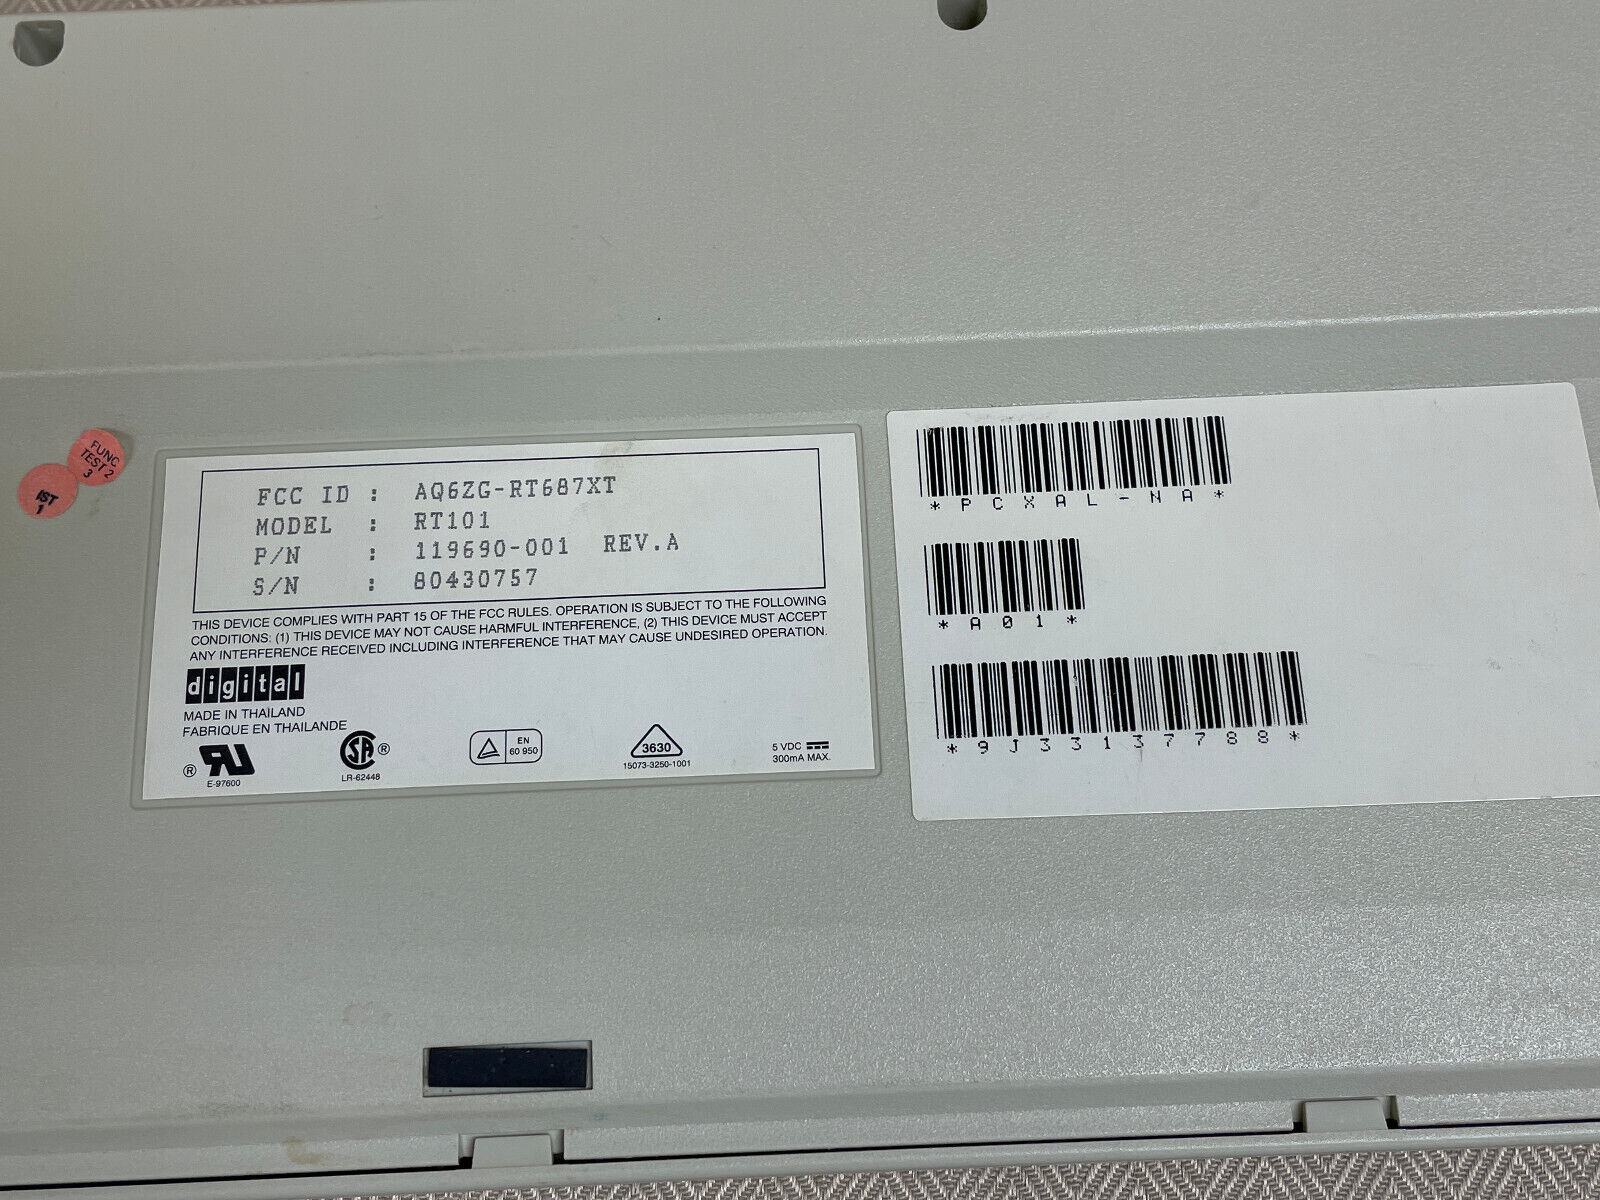 FUNC
TEST 2
3
IST
1
FCC ID : AQ6ZG-RT687XT
MODEL : RT101
P/N : 119690-001 REV.A
S/N : 80430757
THIS DEVICE COMPLIES WITH PART 15 OF THE FCC RULES. OPERATION IS SUBJECT TO THE FOLLOWING
CONDITIONS: (1) THIS DEVICE MAY NOT CAUSE HARMFUL INTERFERENCE, (2) THIS DEVICE MUST ACCEPT
ANY INTERFERENCE RECEIVED INCLUDING INTERFERENCE THAT MAY CAUSE UNDESIRED OPERATION.
digital
MADE IN THAILAND
FABRIQUE EN THAILANDE
® RU
E-97600
SA ®
LR-62448
EN
60 950
3630
15073-3250-1001
5 VDC
300mA MAX.
*PCXAL-NA*
*A01*
*9J33137788*